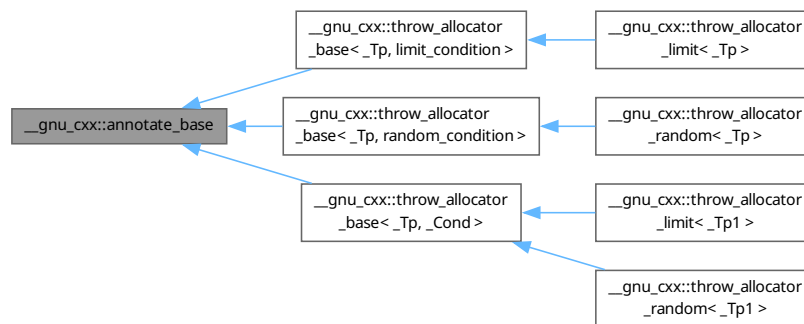 __gnu_cxx::annotate_base
__gnu_cxx::throw_allocator
_base< _Tp, limit_condition >
__gnu_cxx::throw_allocator
_limit< _Tp >
__gnu_cxx::throw_allocator
_base< _Tp, random_condition >
__gnu_cxx::throw_allocator
_random< _Tp >
__gnu_cxx::throw_allocator
_base< _Tp, _Cond >
__gnu_cxx::throw_allocator
_limit< _Tp1 >
__gnu_cxx::throw_allocator
_random< _Tp1 >